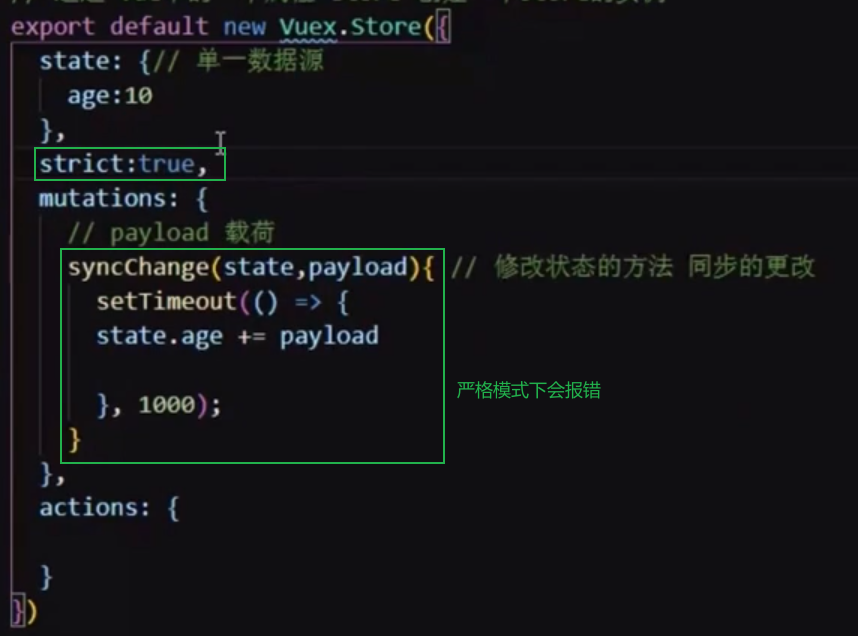 export default new Vuex.Store({
state: {// 单一数据源
age:10
},
strict:true,
mutations: {
// payload 载荷
syncChange(state,payload){ // 修改状态的方法 同步的更改
setTimeout(() => {
state.age += payload
}, 1000);
严格模式下会报错
}
},
actions: {
}
})